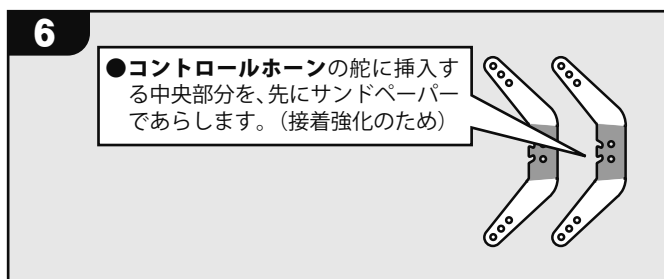 6
●コントロールホーンの舵に挿入す
る中央部分を、先にサンドペーパー
であらします。（接着強化のため）